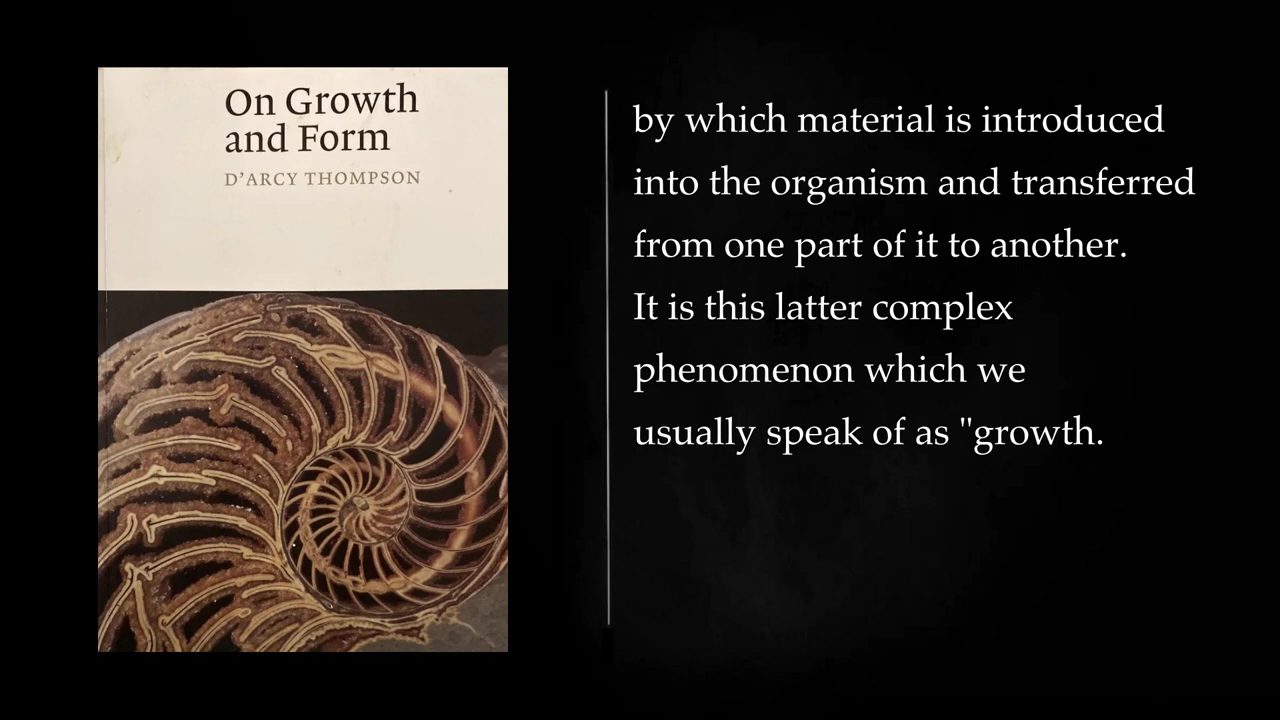 On Growth
and Form
D'ARCY THOMPSON
by which material is introduced
into the organism and transferred
from one part of it to another.
It is this latter complex
phenomenon which we
usually speak of as "growth.